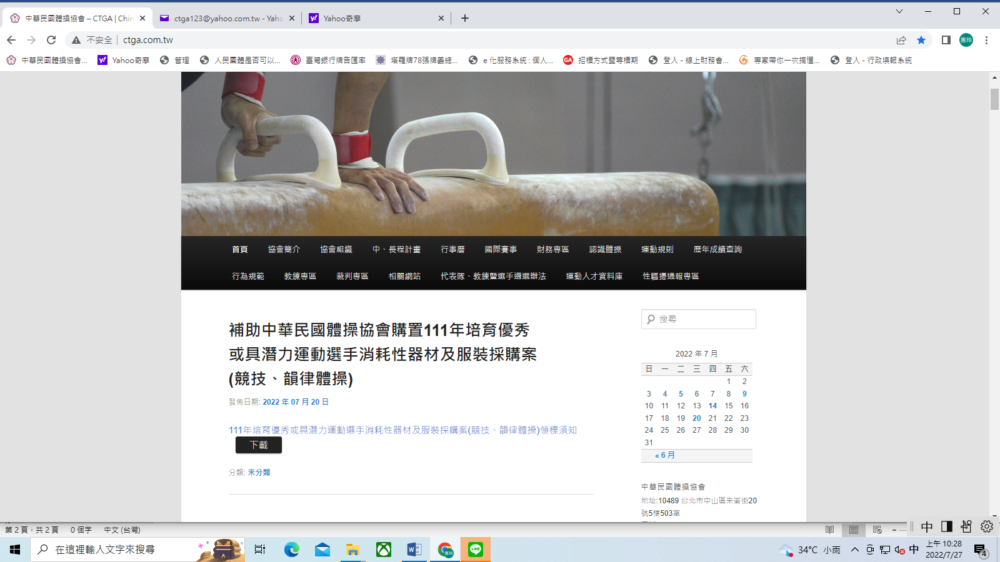 中華民國體操協會 – CTGA | Chin
ctga123@yahoo.com.tw - Yaho
Yahoo奇摩
不安全
ctga.com.tw
惠玲
中華民國體操協會...
Yahoo奇摩
管理
人民團體是否可以...
臺灣銀行牌告匯率
塔羅牌78張牌義總...
e 化服務系統 : 個人...
GA
招標方式暨等標期
登入 - 線上財務會...
專家帶你一次搞懂...
登入 - 行政填報系統
首頁 協會簡介 協會組織 中、長程計畫 行事曆 國際賽事 財務專區 認識體操 運動規則 歷年成績查詢
行為規範 教練專區 裁判專區 相關網站 代表隊、教練暨選手遴選辦法 運動人才資料庫 性騷擾通報專區
補助中華民國體操協會購置111年培育優秀
或具潛力運動選手消耗性器材及服裝採購案
(競技、韻律體操)
發佈日期: 2022 年 07 月 20 日
111年培育優秀或具潛力運動選手消耗性器材及服裝採購案(競技、韻律體操)領標須知
下載
分類: 未分類
搜尋
2022 年 7 月
日 一 二 三 四 五 六
1 2
3 4 5 6 7 8 9
10 11 12 13 14 15 16
17 18 19 20 21 22 23
24 25 26 27 28 29 30
31
« 6 月
中華民國體操協會
地址:10489 台北市中山區朱崙街20
號5樓503室
第 2 頁，共 2 頁 0 個字 中文 (台灣)
中
在這裡輸入文字來搜尋
惠玲
LINE
34°C 小雨
中
上午 10:28
2022/7/27
4